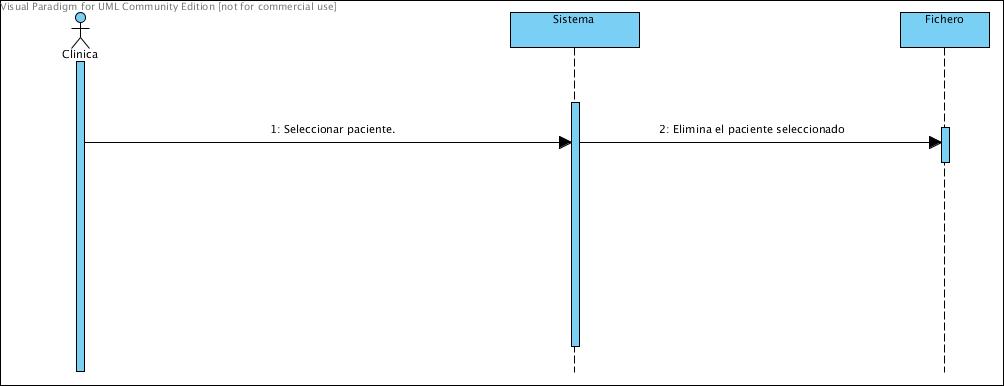 Visual Paradigm for UML Community Edition [not for commercial use]
Sistema
Fichero
Clínica
1: Seleccionar paciente.
2: Elimina el paciente seleccionado